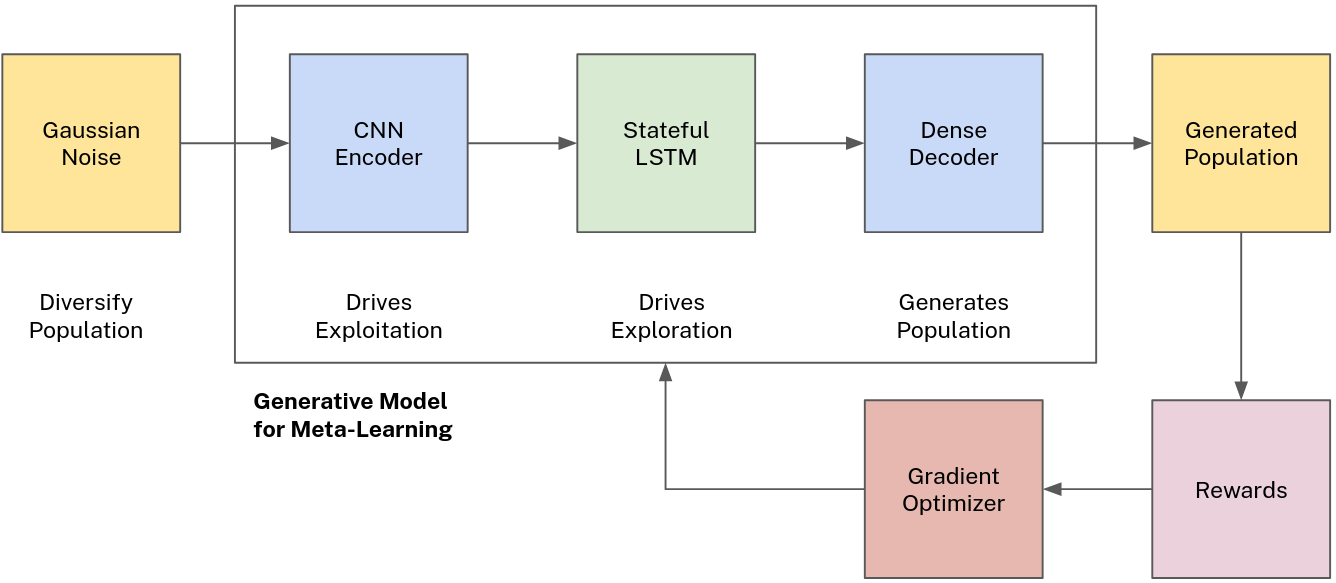 Gaussian
Noise
CNN
Encoder
Stateful
LSTM
Dense
Decoder
Generated
Population
Diversify
Population
Drives
Exploitation
Drives
Exploration
Generates
Population
Generative Model
for Meta-Learning
Gradient
Optimizer
Rewards